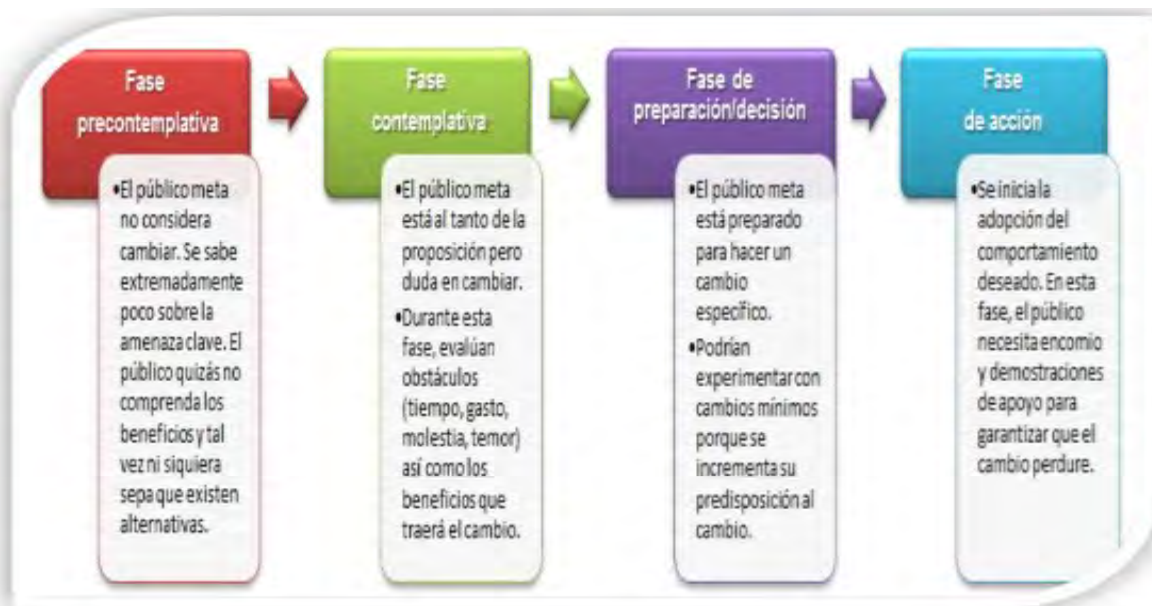 Fase
precontemplativa
•El público meta
no considera
cambiar. Se sabe
extremadamente
poco sobre la
amenaza clave. El
público quizás no
comprenda los
beneficios y tal
vez ni siquiera
sepa que existen
alternativas.
Fase
contemplativa
•El público meta
está al tanto de la
proposición pero
duda en cambiar.
•Durante esta
fase, evalúan
obstáculos
(tiempo, gasto,
molestia, temor)
así como los
beneficios que
traerá el cambio.
Fase de
preparación/decisión
•El público meta
está preparado
para hacer un
cambio
específico.
•Podrían
experimentar con
cambios mínimos
porque se
incrementa su
predisposición al
cambio.
Fase
de acción
•Se inicia la
adopción del
comportamiento
deseado. En esta
fase, el público
necesita encomio
y demostraciones
de apoyo para
garantizar que el
cambio perdure.